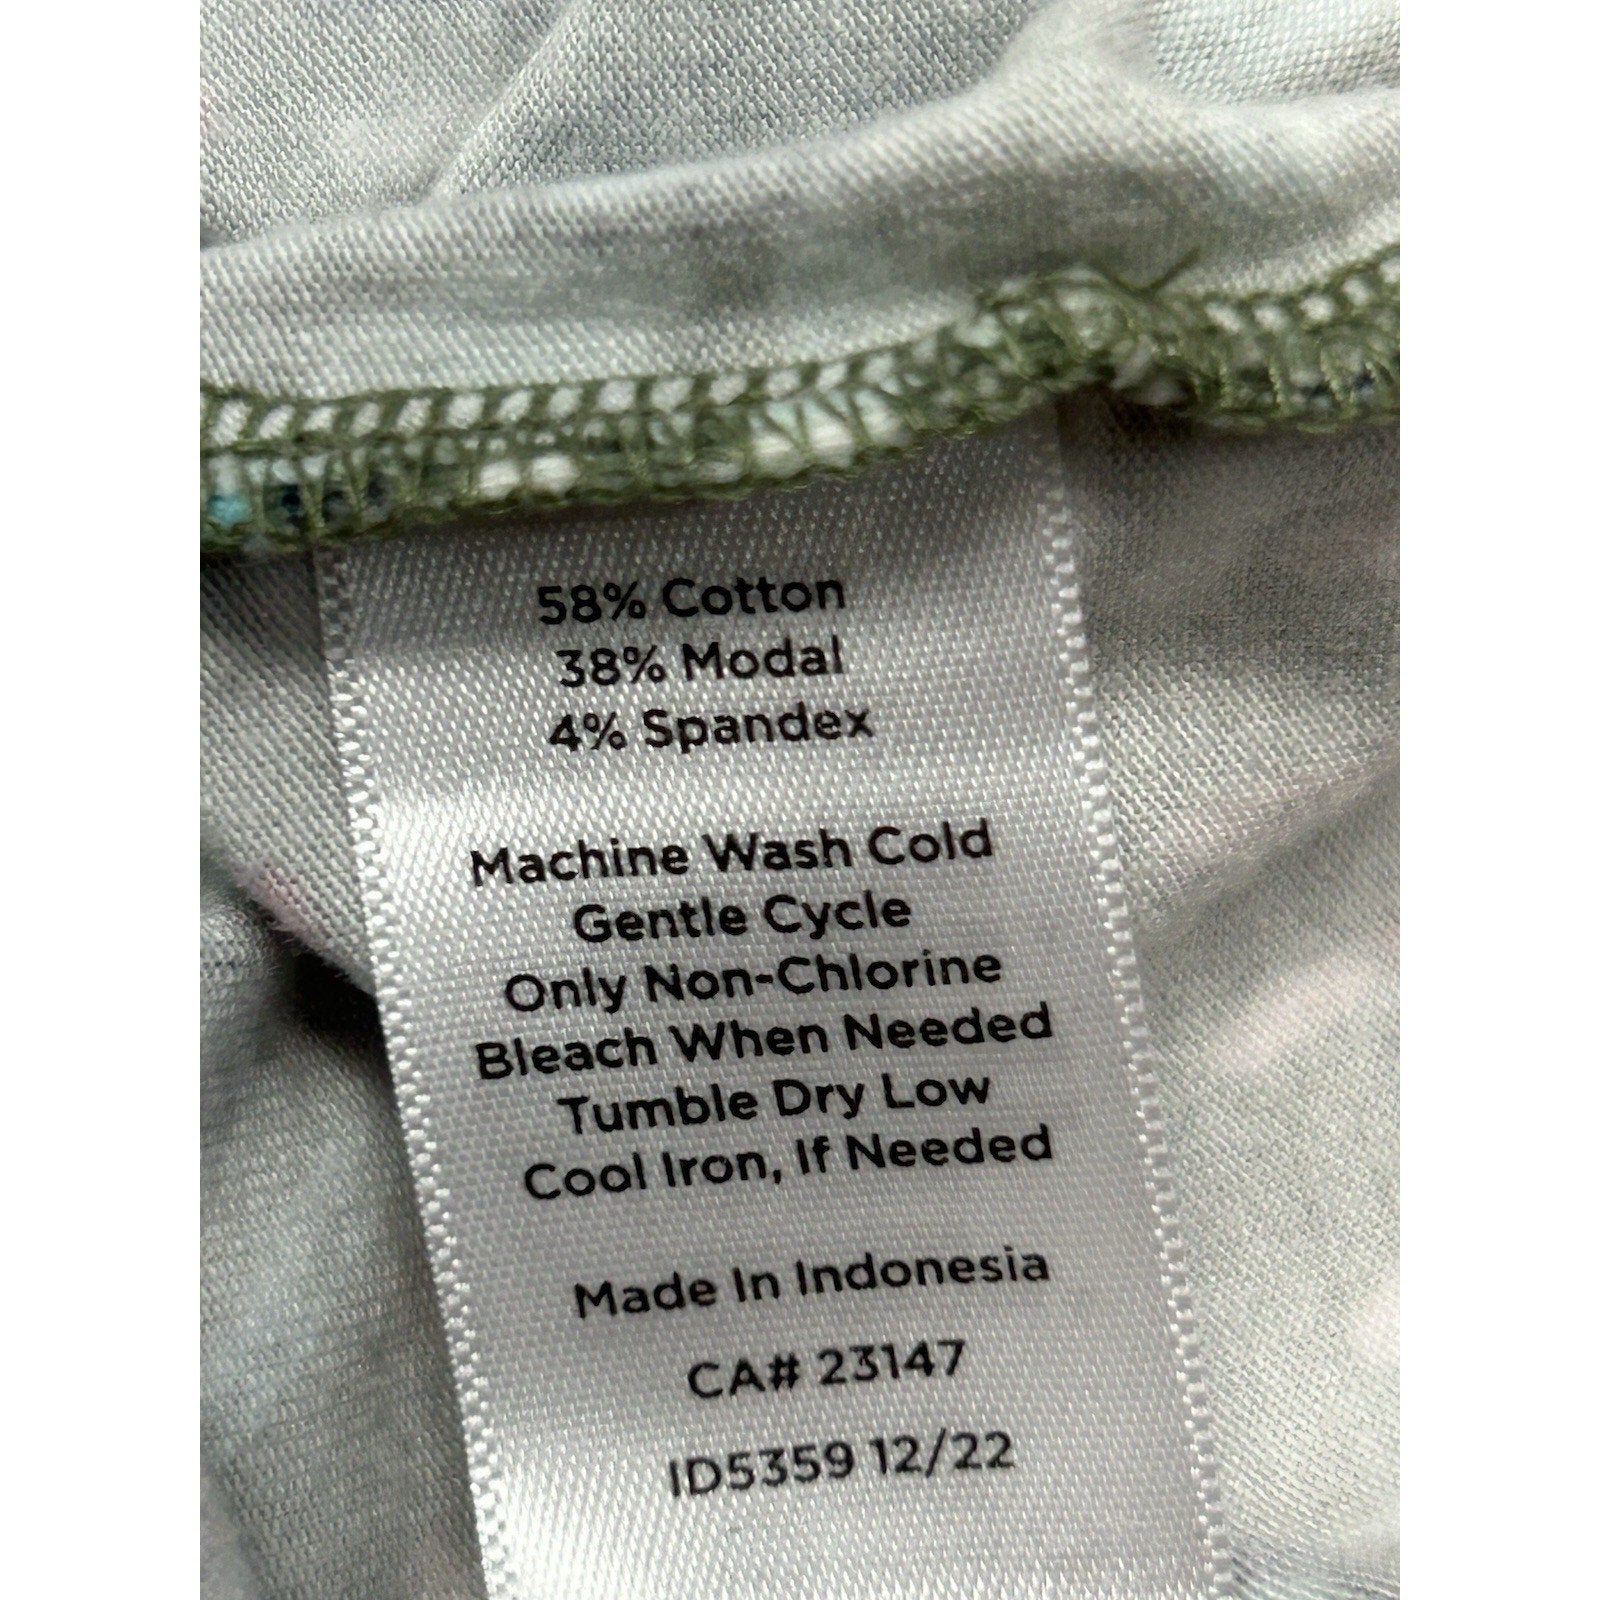 58% Cotton
38% Modal
4% Spandex
Machine Wash Cold
Gentle Cycle
Only Non-Chlorine
Bleach When Needed
Tumble Dry Low
Cool Iron, If Needed
Made In Indonesia
CA# 23147
ID5359 12/22